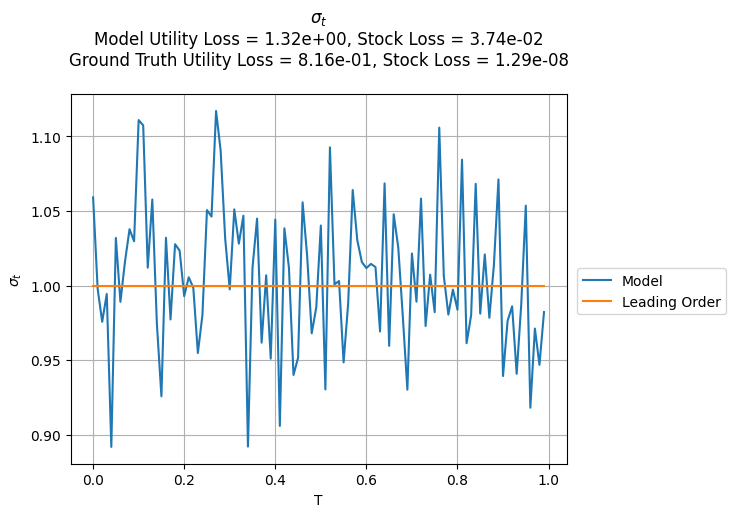 σt
Model Utility Loss = 1.32e+00, Stock Loss = 3.74e-02
Ground Truth Utility Loss = 8.16e-01, Stock Loss = 1.29e-08
1.10
1.05
1.00
0.95
0.90
σt
0.0 0.2 0.4 0.6 0.8 1.0
T
Model
Leading Order